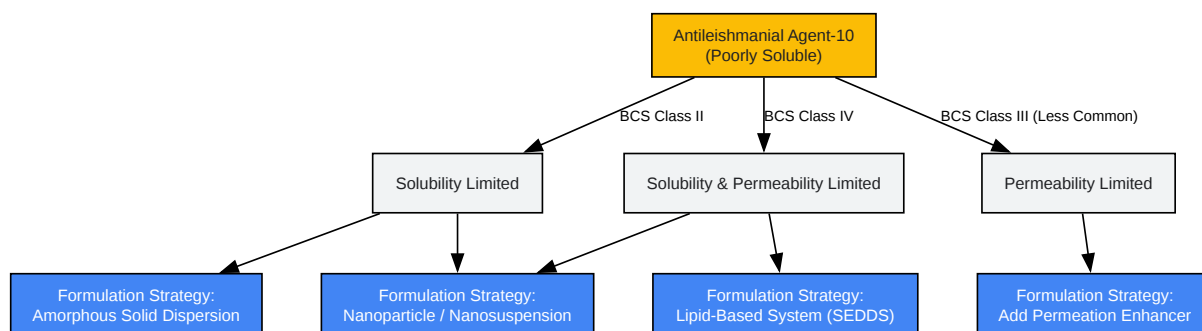 Antileishmanial Agent-10
(Poorly Soluble)
BCS Class II
BCS Class IV
BCS Class III (Less Common)
Solubility Limited
Solubility & Permeability Limited
Permeability Limited
Formulation Strategy:
Amorphous Solid Dispersion
Formulation Strategy:
Nanoparticle / Nanosuspension
Formulation Strategy:
Lipid-Based System (SEDDS)
Formulation Strategy:
Add Permeation Enhancer